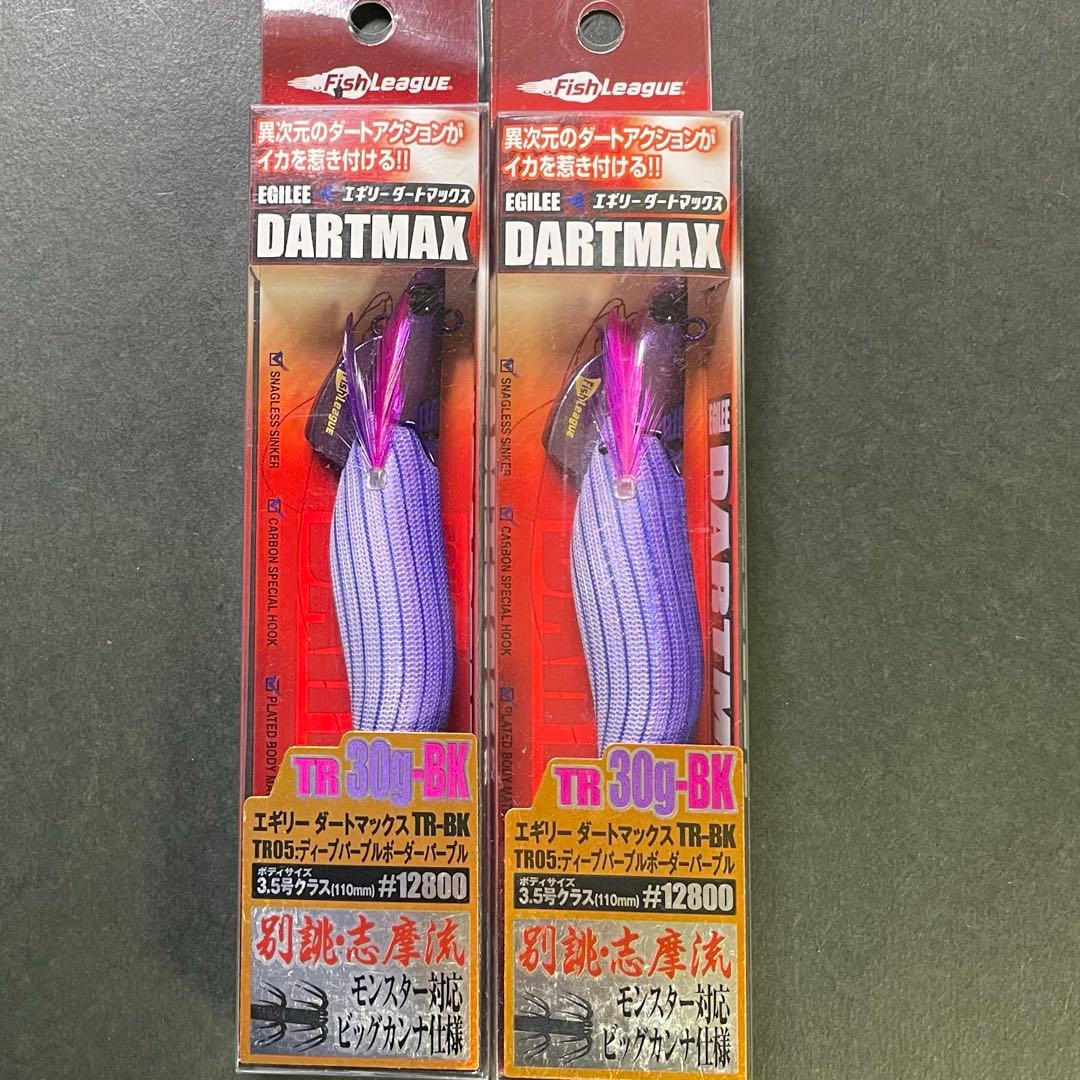 FishLEAGUE
異次元のダートアクションが
イカを惹き付ける!!
EGILEE エギリー ダートマックス
DARTMAX
FishLEAGUE
SNAGLESS SINKER
CARBON SPECIAL HOOK
PLATED BODY MA
TR 30g-BK
エギリー ダートマックス TR-BK
TR05:ディープパープルボーダーパープル
ボディサイズ
3.5号クラス(110mm) #12800
別誂・志摩流
モンスター対応
ビッグカンナ仕様
FishLEAGUE
異次元のダートアクションが
イカを惹き付ける!!
EGILEE エギリー ダートマックス
DARTMAX
FishLEAGUE
SNAGLESS SINKER
CARBON SPECIAL HOOK
PLATED BODY MA
EGILEE
DARTM
TR 30g-BK
エギリー ダートマックス TR-BK
TR05:ディープパープルボーダーパープル
ボディサイズ
3.5号クラス(110mm) #12800
別誂・志摩流
モンスター対応
ビッグカンナ仕様